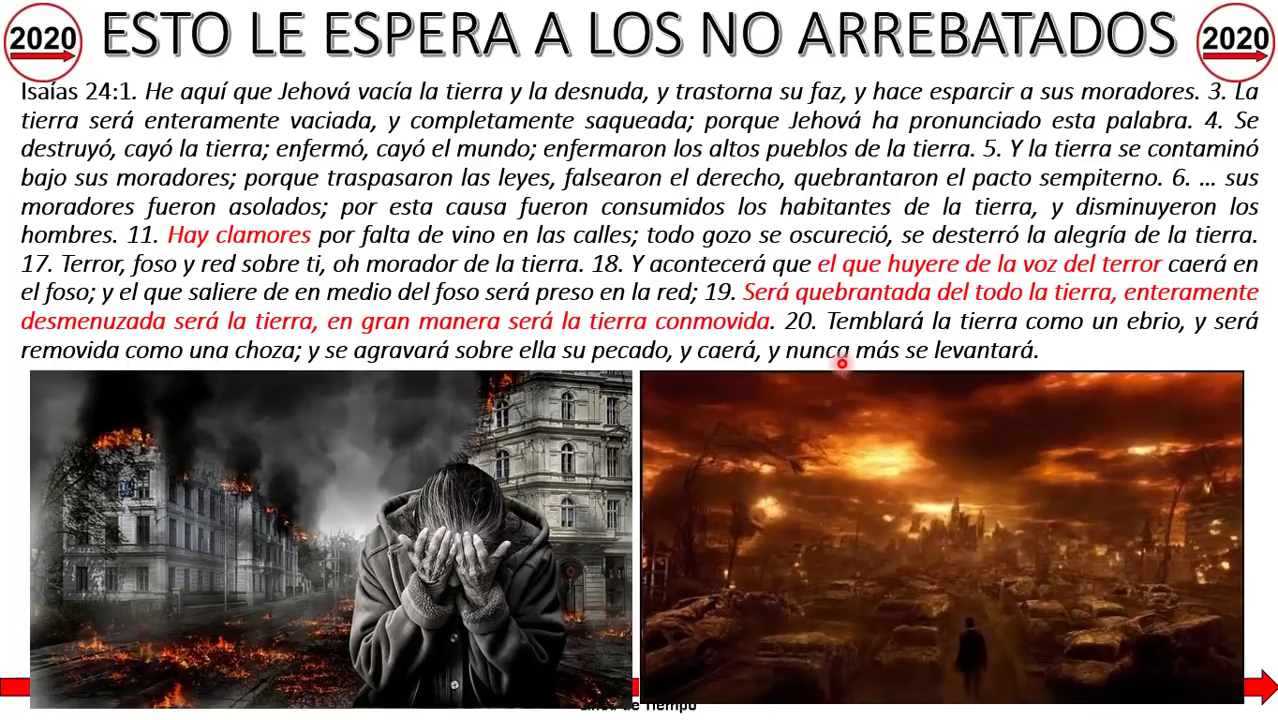 2020
ESTO LE ESPERA A LOS NO ARREBATADOS
2020
Isaías 24:1. He aquí que Jehová vacía la tierra y la desnuda, y trastorna su faz, y hace esparcir a sus moradores. 3. La
tierra será enteramente vaciada, y completamente saqueada; porque Jehová ha pronunciado esta palabra. 4. Se
destruyó, cayó la tierra; enfermó, cayó el mundo; enfermaron los altos pueblos de la tierra. 5. Y la tierra se contaminó
bajo sus moradores; porque traspasaron las leyes, falsearon el derecho, quebrantaron el pacto sempiterno. 6. ... sus
moradores fueron asolados; por esta causa fueron consumidos los habitantes de la tierra, y disminuyeron los
hombres. 11. Hay clamores por falta de vino en las calles; todo gozo se oscureció, se desterró la alegría de la tierra.
17. Terror, foso y red sobre ti, oh morador de la tierra. 18. Y acontecerá que el que huyere de la voz del terror caerá en
el foso; y el que saliere de en medio del foso será preso en la red; 19. Será quebrantada del todo la tierra, enteramente
desmenuzada será la tierra, en gran manera será la tierra conmovida. 20. Temblará la tierra como un ebrio, y será
removida como una choza; y se agravará sobre ella su pecado, y caerá, y nunca más se levantará.
de Tiempo